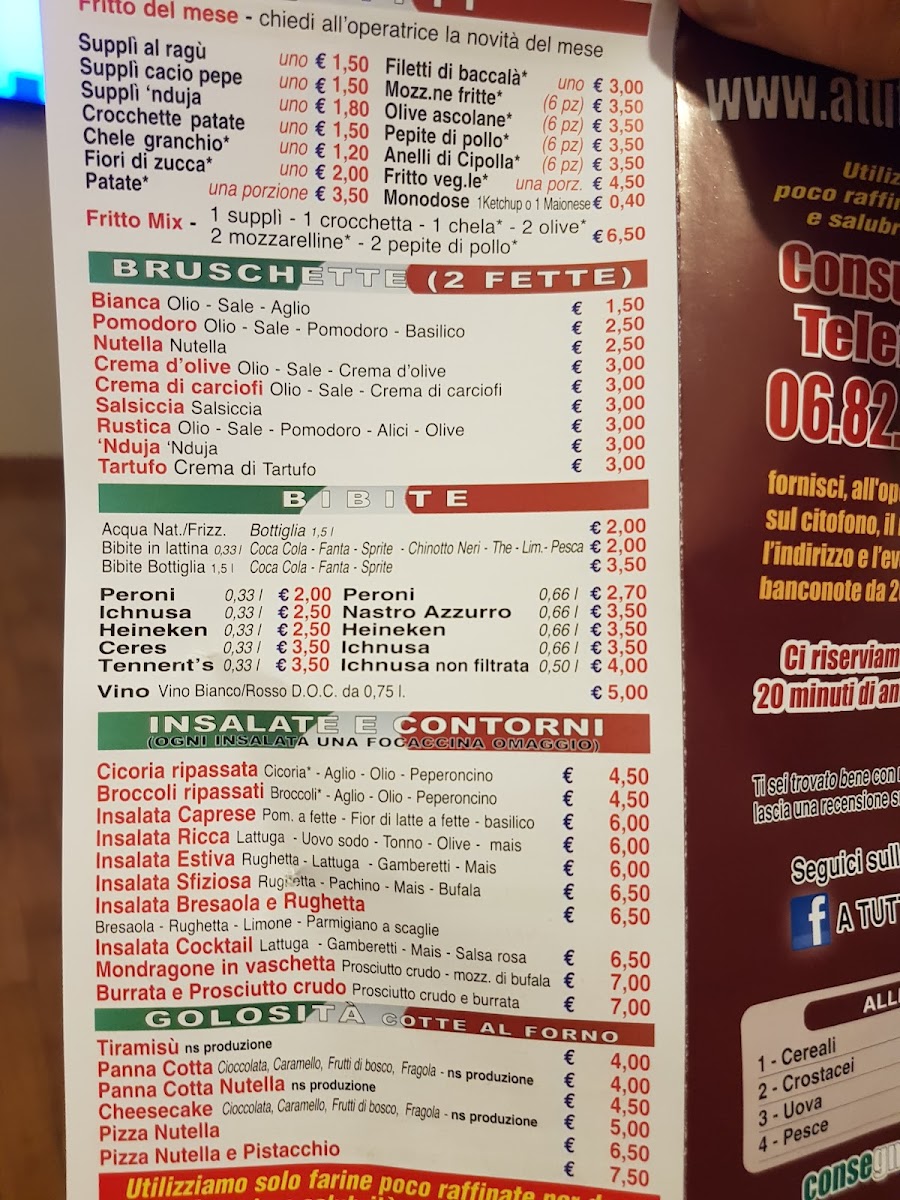 Fritto del mese - chiedi all'operatrice la novità del mese
Supplì al ragù uno € 1,50
Supplì cacio pepe uno € 1,50
Supplì 'nduja uno € 1,80
Crocchette patate uno € 1,50
Chele granchio* uno € 1,20
Fiori di zucca* uno € 2,00
Patate* una porzione € 3,50
Filetti di baccalà* uno € 3,00
Mozz.ne fritte* (6 pz) € 3,50
Olive ascolane* (6 pz) € 3,50
Pepite di pollo* (6 pz) € 3,50
Anelli di Cipolla* (6 pz) € 3,50
Fritto veg.le* una porz. € 4,50
Monodose 1Ketchup o 1 Maionese € 0,40
Fritto Mix - 1 supplì - 1 crocchetta - 1 chela* - 2 olive*
2 mozzarelline* - 2 pepite di pollo* € 6,50
BRUSCHETTE (2 FETTE)
Bianca Olio - Sale - Aglio € 1,50
Pomodoro Olio - Sale - Pomodoro - Basilico € 2,50
Nutella Nutella € 2,50
Crema d'olive Olio - Sale - Crema d'olive € 3,00
Crema di carciofi Olio - Sale - Crema di carciofi € 3,00
Salsiccia Salsiccia € 3,00
Rustica Olio - Sale - Pomodoro - Alici - Olive € 3,00
'Nduja 'Nduja € 3,00
Tartufo Crema di Tartufo € 3,00
BIBITE
Acqua Nat./Frizz. Bottiglia 1,5 l € 2,00
Bibite in lattina 0,33 l Coca Cola - Fanta - Sprite - Chinotto Neri - The - Lim.- Pesca € 2,00
Bibite Bottiglia 1,5 l Coca Cola - Fanta - Sprite € 3,50
Peroni 0,33 l € 2,00 Peroni 0,66 l € 2,70
Ichnusa 0,33 l € 2,50 Nastro Azzurro 0,66 l € 3,50
Heineken 0,33 l € 2,50 Heineken 0,66 l € 3,50
Ceres 0,33 l € 3,50 Ichnusa 0,66 l € 3,50
Tennent's 0,33 l € 3,50 Ichnusa non filtrata 0,50 l € 4,00
Vino Vino Bianco/Rosso D.O.C. da 0,75 l. € 5,00
INSALATE E CONTORNI
(OGNI INSALATA UNA FOCACCINA OMAGGIO)
Cicoria ripassata Cicoria* - Aglio - Olio - Peperoncino € 4,50
Broccoli ripassati Broccoli* - Aglio - Olio - Peperoncino € 4,50
Insalata Caprese Pom. a fette - Fior di latte a fette - basilico € 6,00
Insalata Ricca Lattuga - Uovo sodo - Tonno - Olive - mais € 6,00
Insalata Estiva Rughetta - Lattuga - Gamberetti - Mais € 6,00
Insalata Sfiziosa Rughetta - Pachino - Mais - Bufala € 6,50
Insalata Bresaola e Rughetta € 6,50
Bresaola - Rughetta - Limone - Parmigiano a scaglie
Insalata Cocktail Lattuga - Gamberetti - Mais - Salsa rosa € 6,50
Mondragone in vaschetta Prosciutto crudo - mozz. di bufala € 7,00
Burrata e Prosciutto crudo Prosciutto crudo e burrata € 7,00
GOLOSITÀ COTTE AL FORNO
Tiramisù ns produzione € 4,00
Panna Cotta Cioccolata, Caramello, Frutti di bosco, Fragola - ns produzione € 4,00
Panna Cotta Nutella ns produzione € 4,50
Cheesecake Cioccolata, Caramello, Frutti di bosco, Fragola - ns produzione € 5,00
Pizza Nutella € 6,50
Pizza Nutella e Pistacchio € 7,50
Utilizziamo solo farine poco raffinate per
www.atut
Utiliz
poco raffin
e salubr
Consu
Telef
06.82
fornisci, all'op
sul citofono, il
l'indirizzo e l'ev
banconote da 2
Ci riserviam
20 minuti di an
Ti sei trovato bene con
lascia una recensione s
Seguici sull
f A TUTT
ALLE
1 - Cereali
2 - Crostacei
3 - Uova
4 - Pesce
conseg